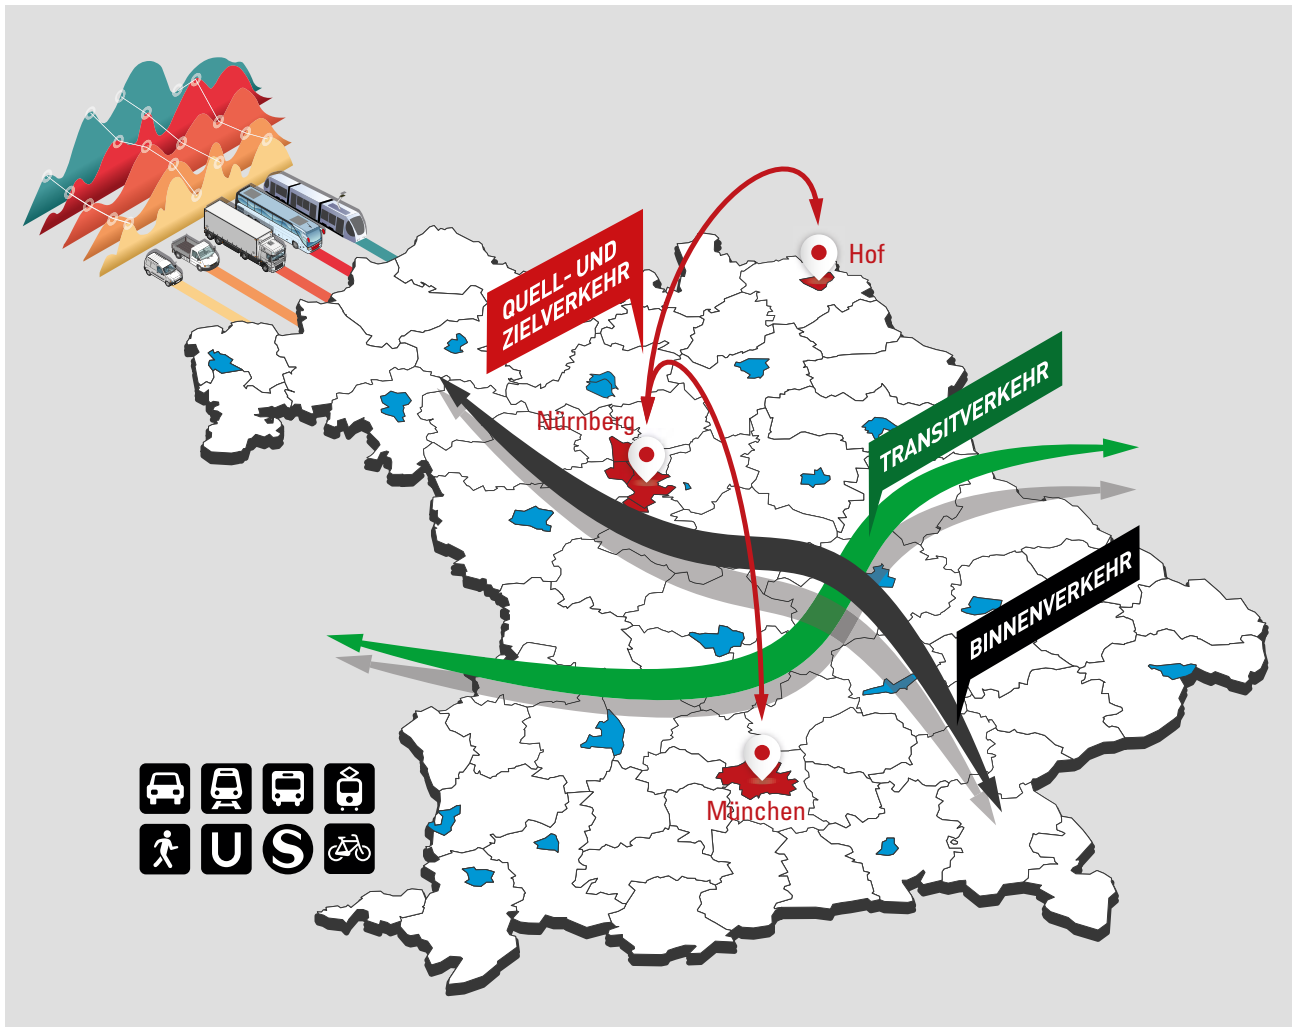 Hof
QUELL- UND
ZIELVERKEHR
TRANSITVERKEHR
Nürnberg
BINNENVERKEHR
München
U
S